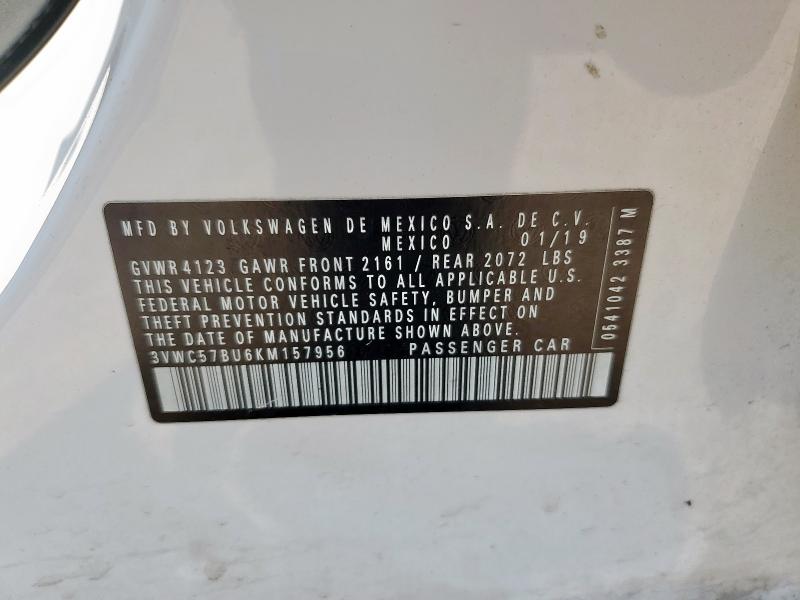 MFD BY VOLKSWAGEN DE MEXICO S.A. DE C.V.
MEXICO 01/19
GVWR 4123 GAWR FRONT 2161 / REAR 2072 LBS
THIS VEHICLE CONFORMS TO ALL APPLICABLE U.S.
FEDERAL MOTOR VEHICLE SAFETY, BUMPER AND
THEFT PREVENTION STANDARDS IN EFFECT ON
THE DATE OF MANUFACTURE SHOWN ABOVE.
3VWC57BU6KM157956 PASSENGER CAR
0541042 3387 M